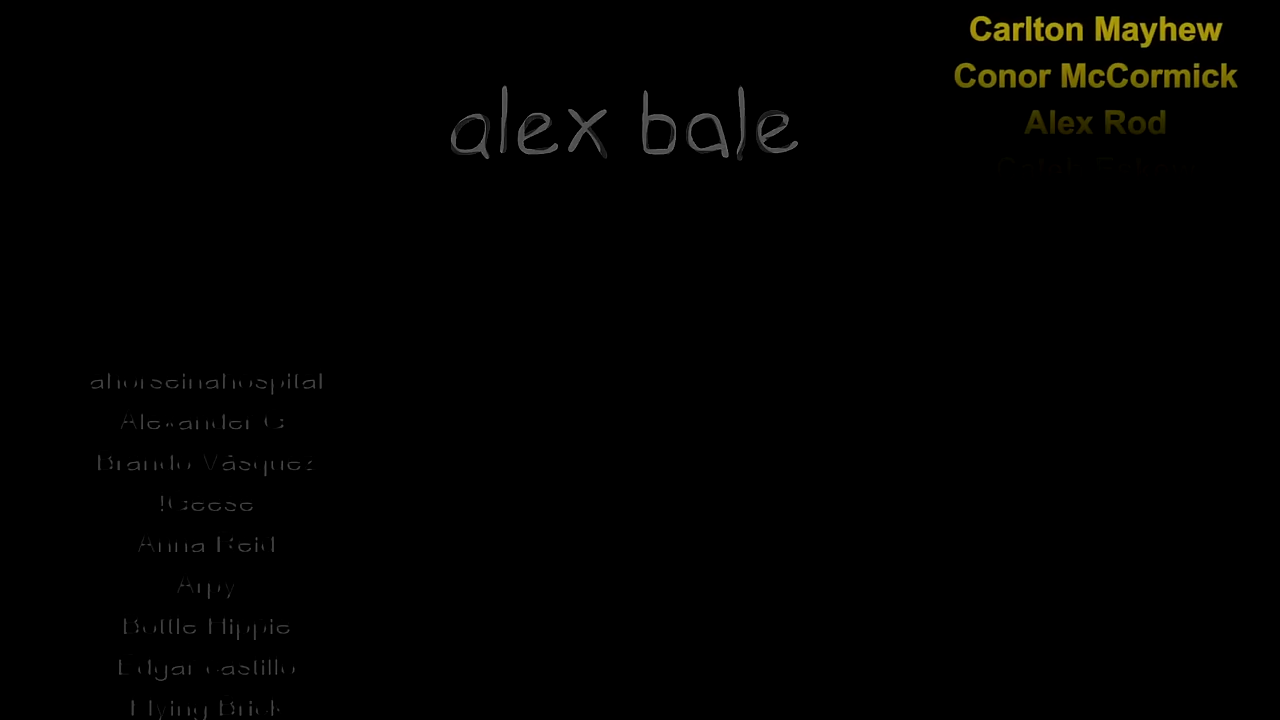 Carlton Mayhew
Conor McCormick
Alex Rod
alex bale
ahorseinahospital
Alexander G
Brando Vásquez
!Geese
Anna Reid
Arpy
Bottle Hippie
Edgar castillo
Flying Brick